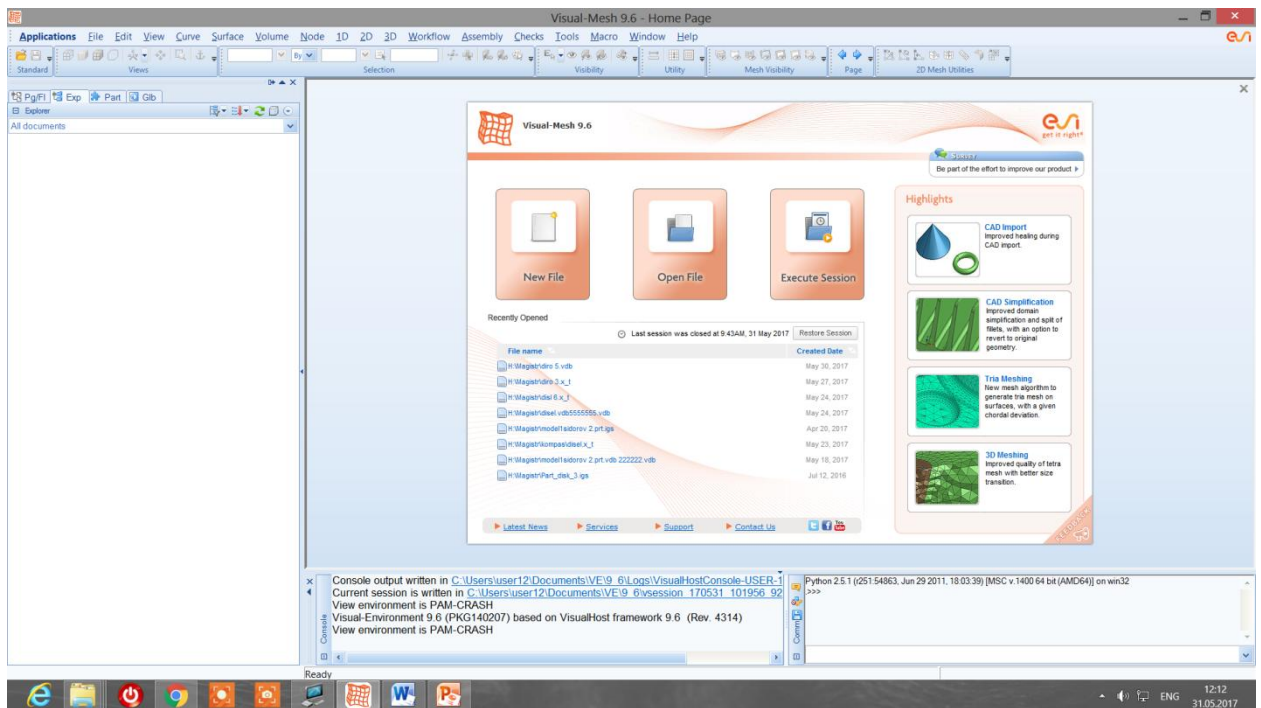 Visual-Mesh 9.6 - Home Page
Applications File Edit View Curve Surface Volume Node 1D 2D 3D Workflow Assembly Checks Tools Macro Window Help
esi
By
Standard Views Selection Visibility Utility Mesh Visibility Page 2D Mesh Utilities
Pg/Fl Exp Part Glb
Explorer
All documents
Visual-Mesh 9.6
esi
get it right®
Survey
Be part of the effort to improve our product
New File
Open File
Execute Session
Recently Opened
Last session was closed at 9:43AM, 31 May 2017 Restore Session
File name Created Date
H:\Magistr\diro 5.vdb May 30, 2017
H:\Magistr\diro 3.x_t May 27, 2017
H:\Magistr\disl 6.x_t May 24, 2017
H:\Magistr\disel.vdb5555555.vdb May 24, 2017
H:\Magistr\model1sidorov 2.prt.igs Apr 20, 2017
H:\Magistr\kompas\disel.x_t May 23, 2017
H:\Magistr\model1sidorov 2.prt.vdb 222222.vdb May 18, 2017
H:\Magistr\Part_disk_3.igs Jul 12, 2016
Latest News Services Support Contact Us
Highlights
CAD Import
Improved healing during
CAD import.
CAD Simplification
Improved domain
simplification and split of
fillets, with an option to
revert to original
geometry.
Tria Meshing
New mesh algorithm to
generate tria mesh on
surfaces, with a given
chordal deviation.
3D Meshing
Improved quality of tetra
mesh with better size
transition.
FEEDBACK
Console output written in C:\Users\user12\Documents\VE\9_6\Logs\VisualHostConsole-USER-1
Current session is written in C:\Users\user12\Documents\VE\9_6\vsession_170531_101956_92
View environment is PAM-CRASH
Visual-Environment 9.6 (PKG140207) based on VisualHost framework 9.6 (Rev. 4314)
View environment is PAM-CRASH
Console
Python 2.5.1 (r251:54863, Jun 29 2011, 18:03:39) [MSC v.1400 64 bit (AMD64)] on win32
>>>
Comm
Ready
ENG
12:12
31.05.2017